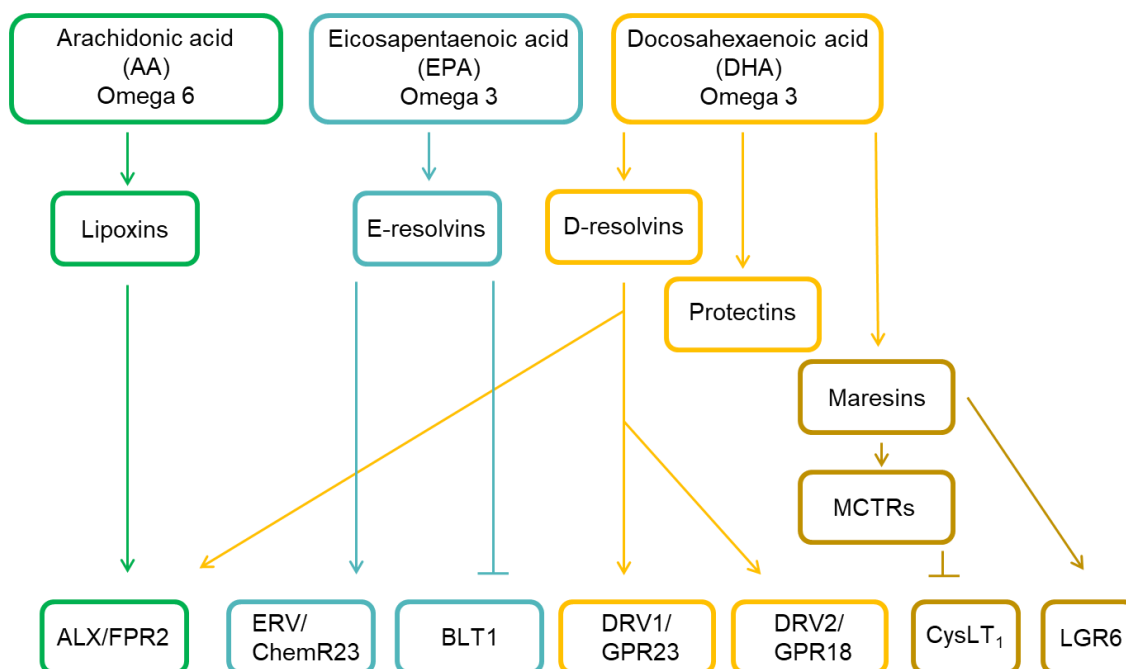 Arachidonic acid
(AA)
Omega 6
Eicosapentaenoic acid
(EPA)
Omega 3
Docosahexaenoic acid
(DHA)
Omega 3
Lipoxins
E-resolvins
D-resolvins
Protectins
Maresins
MCTRs
ALX/FPR2
ERV/
ChemR23
BLT1
DRV1/
GPR23
DRV2/
GPR18
CysLT₁
LGR6